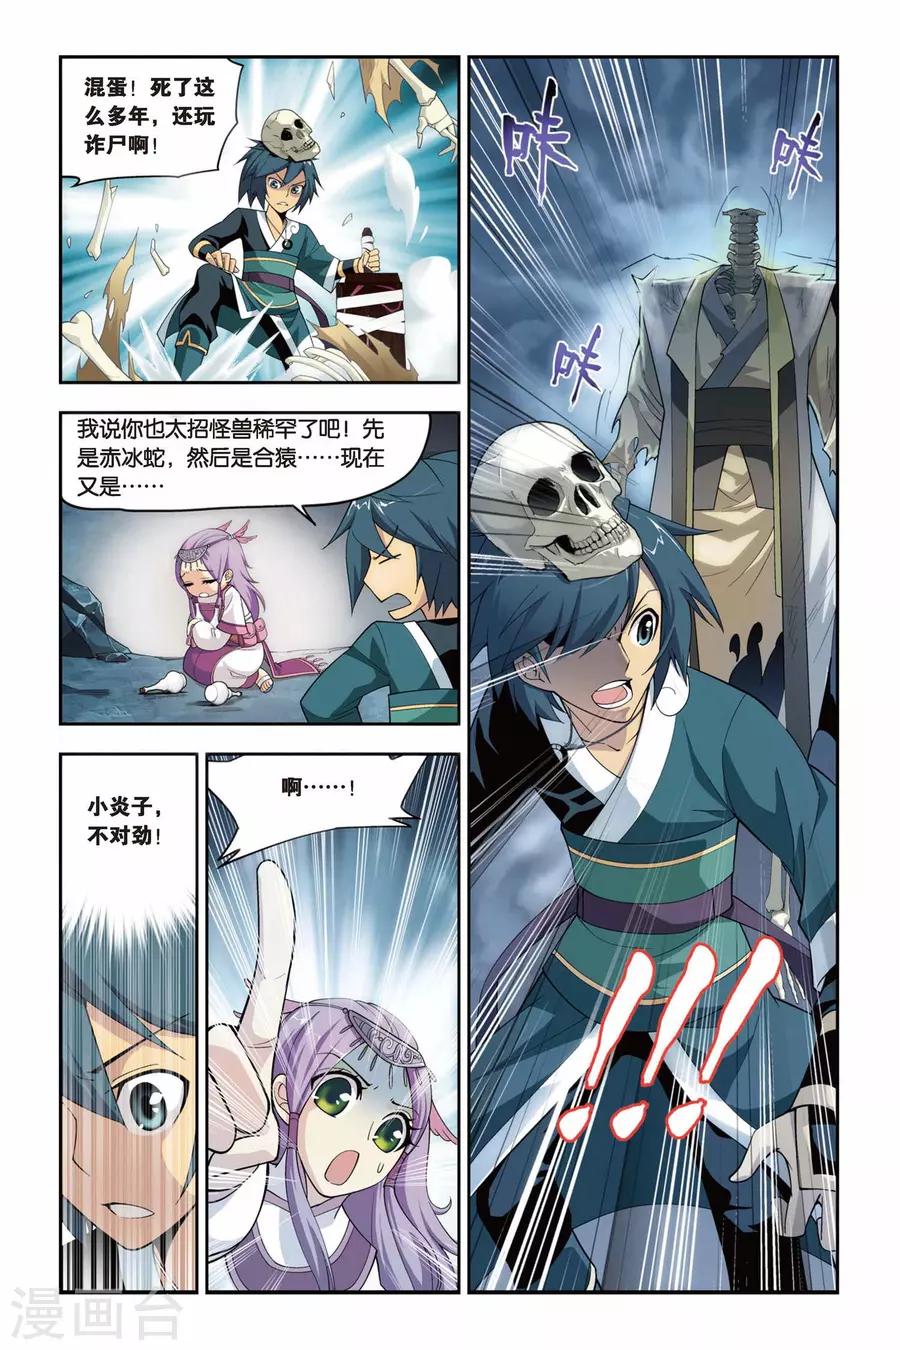 混蛋！死了这
么多年，还玩
诈尸啊！
我说你也太招怪兽稀罕了吧！先
是赤冰蛇，然后是合猿……现在
又是……
小炎子，
不对劲！
啊……！
咔
咔
咔
!!!
漫画台